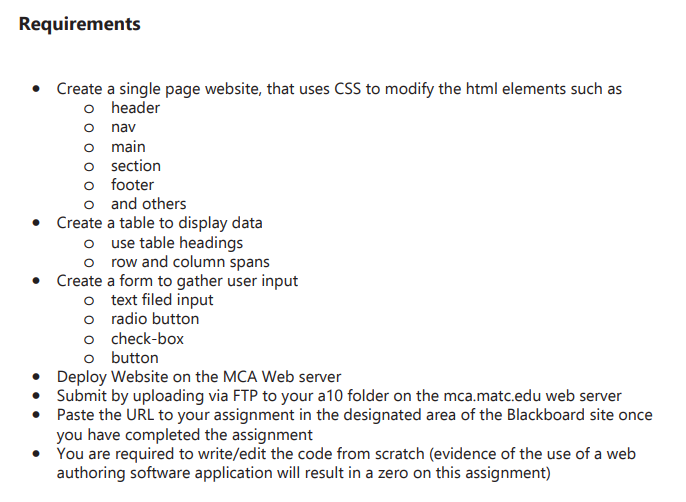 Requirements
• Create a single page website, that uses CSS to modify the html elements such as
o header
o nav
o main
o section
o footer
o and others
• Create a table to display data
o use table headings
o row and column spans
• Create a form to gather user input
o text filed input
o radio button
o check-box
o button
• Deploy Website on the MCA Web server
• Submit by uploading via FTP to your a10 folder on the mca.matc.edu web server
• Paste the URL to your assignment in the designated area of the Blackboard site once
you have completed the assignment
• You are required to write/edit the code from scratch (evidence of the use of a web
authoring software application will result in a zero on this assignment)